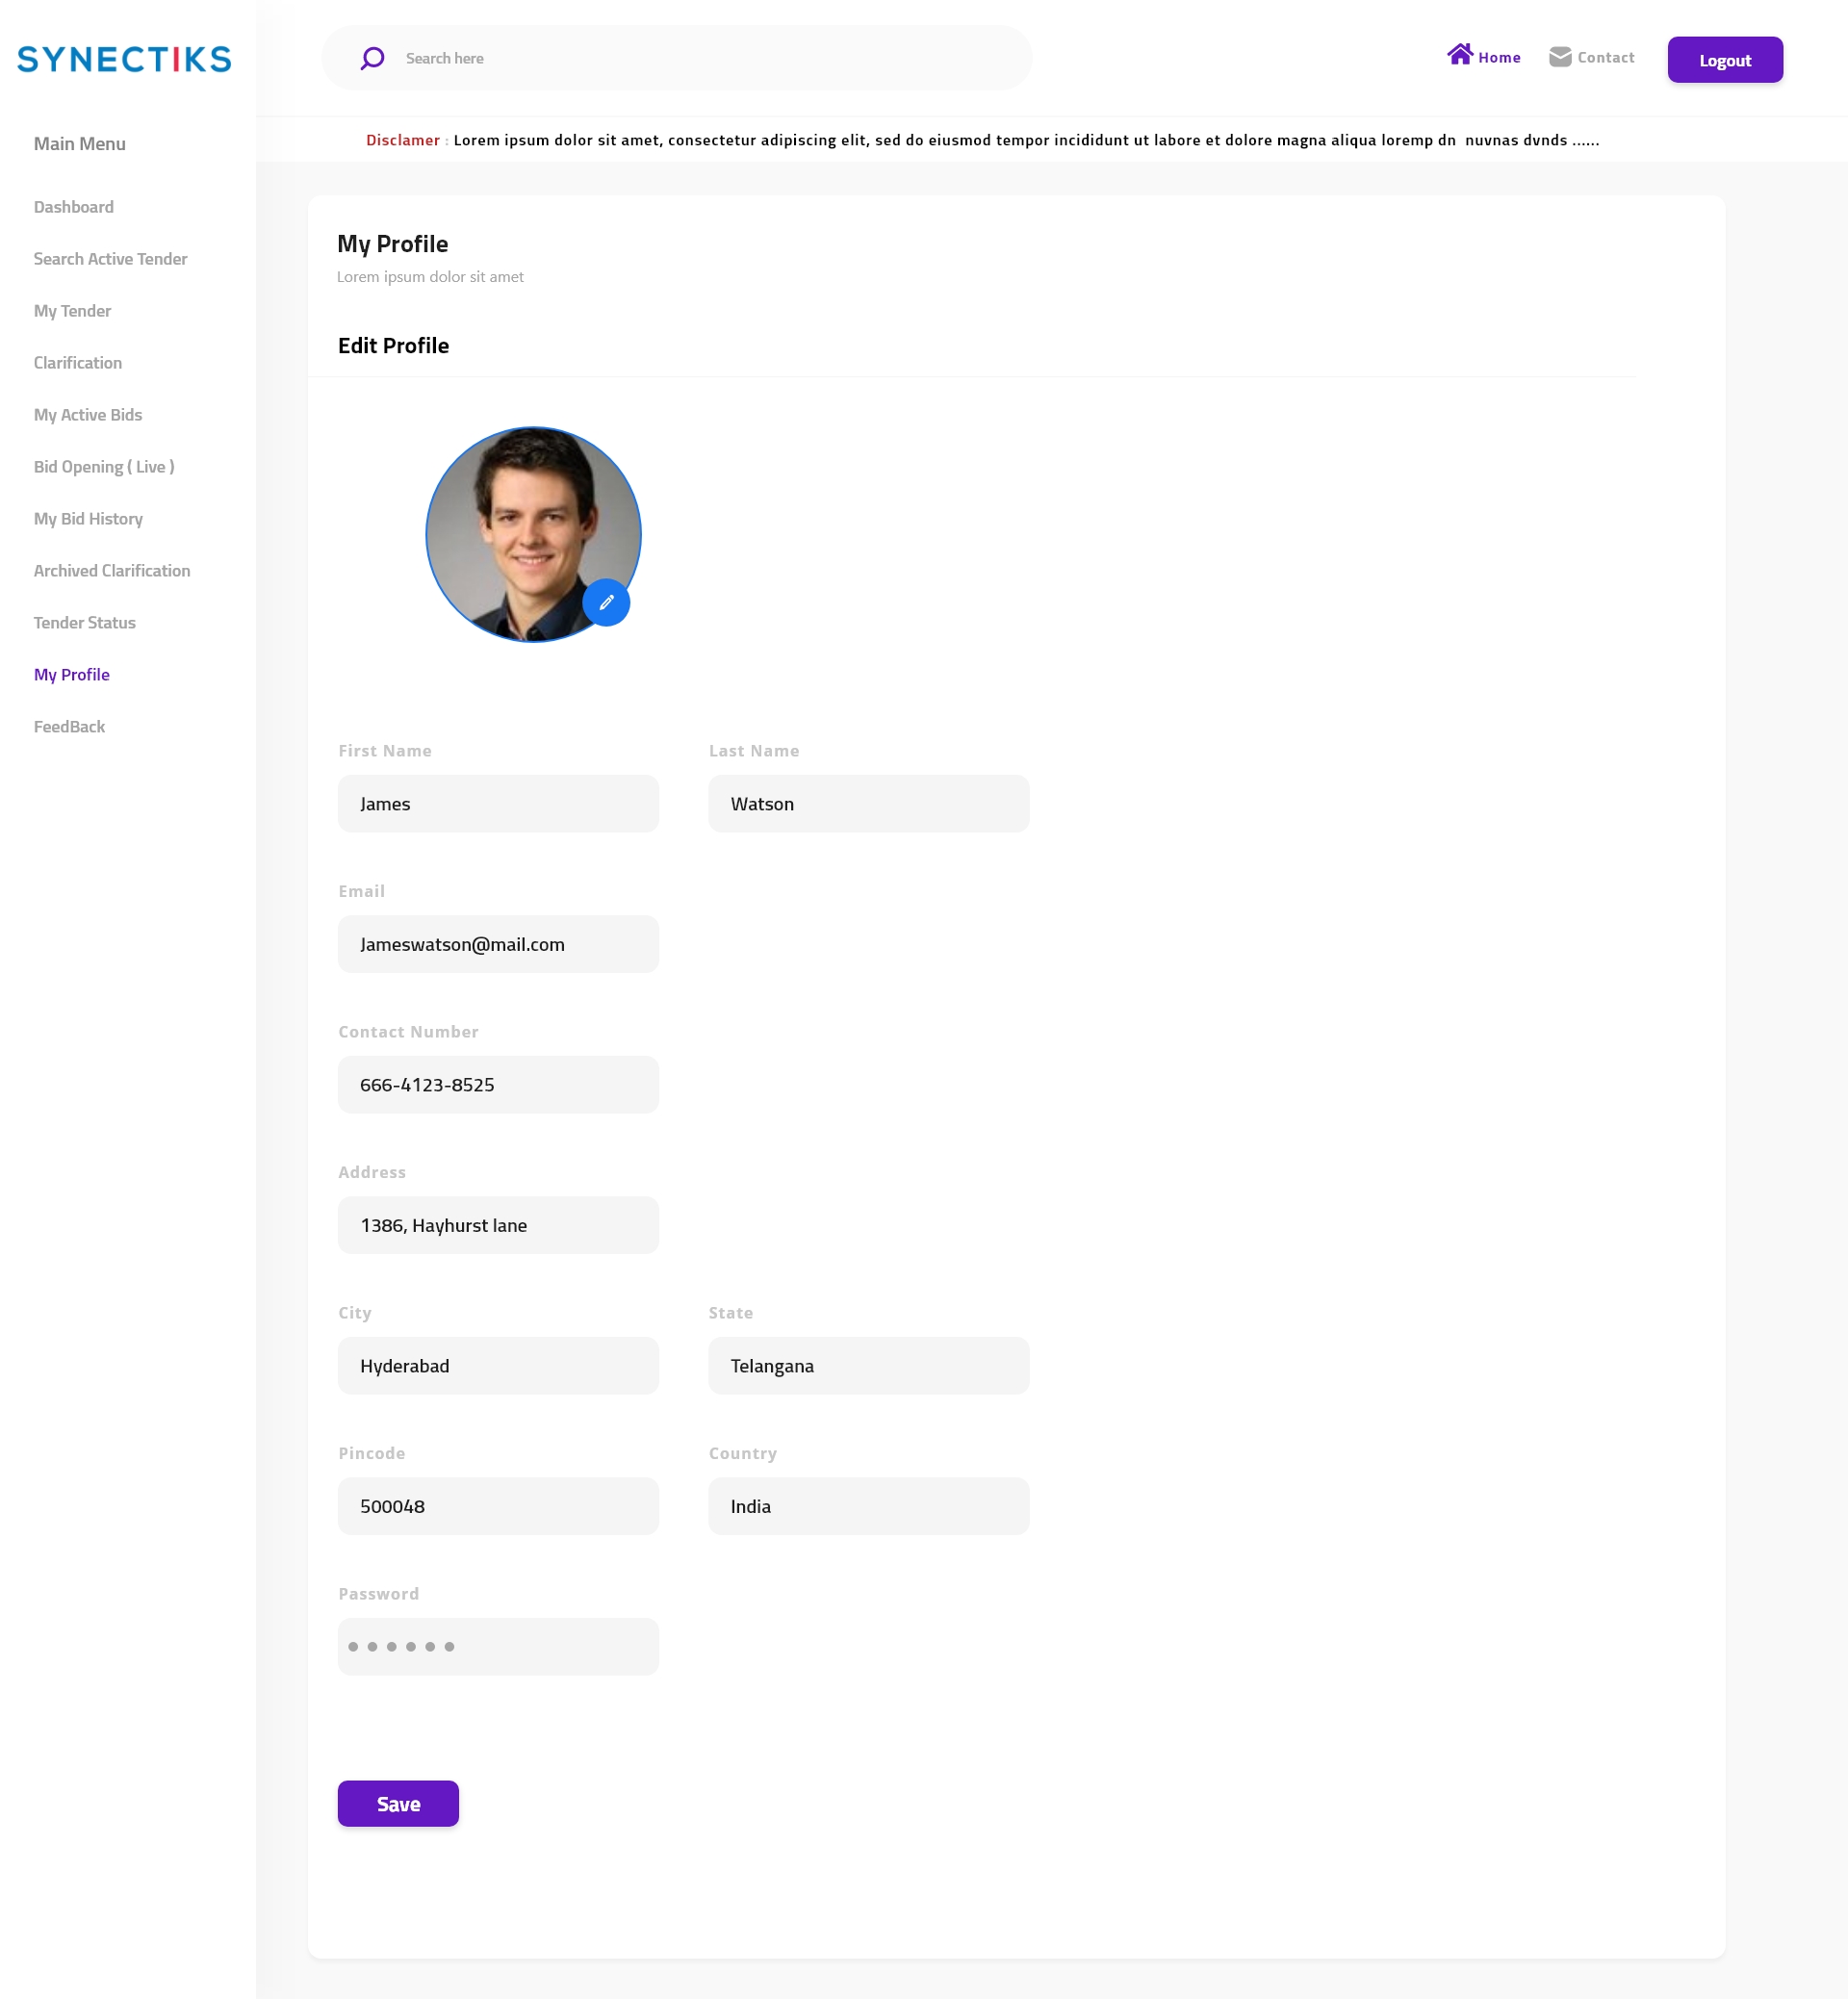 SYNECTIKS
Search here
Home
Contact
Logout
Disclamer : Lorem ipsum dolor sit amet, consectetur adipiscing elit, sed do eiusmod tempor incididunt ut labore et dolore magna aliqua loremp dn  nuvnas dvnds ......
Main Menu
Dashboard
Search Active Tender
My Tender
Clarification
My Active Bids
Bid Opening ( Live )
My Bid History
Archived Clarification
Tender Status
My Profile
FeedBack
My Profile
Lorem ipsum dolor sit amet
Edit Profile
First Name
Last Name
James
Watson
Email
Jameswatson@mail.com
Contact Number
666-4123-8525
Address
1386, Hayhurst lane
City
State
Hyderabad
Telangana
Pincode
Country
500048
India
Password
Save